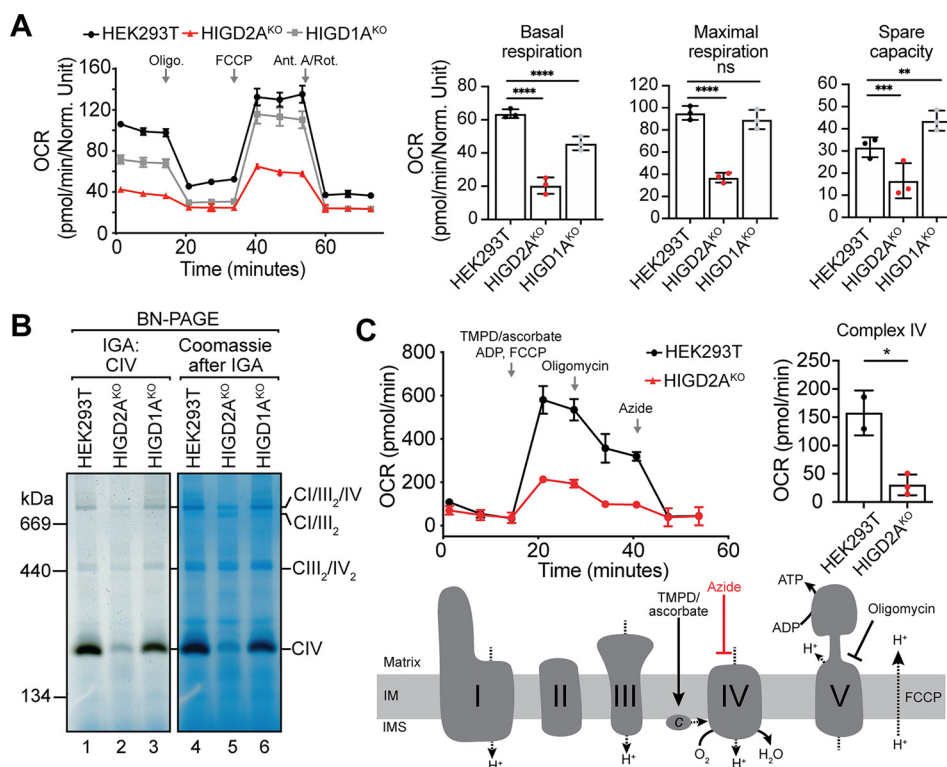 A
HEK293T HIGD2A^KO HIGD1A^KO
Oligo. FCCP Ant. A/Rot.
OCR
(pmol/min/Norm. Unit)
160
120
80
40
0
0 20 40 60
Time (minutes)
Basal
respiration
****
****
OCR
(pmol/min/Norm. Unit)
80
60
40
20
0
HEK293T
HIGD2A^KO
HIGD1A^KO
Maximal
respiration
ns
****
100
80
60
40
20
0
HEK293T
HIGD2A^KO
HIGD1A^KO
Spare
capacity
**
***
60
50
40
30
20
10
0
HEK293T
HIGD2A^KO
HIGD1A^KO
B
BN-PAGE
IGA:
CIV
Coomassie
after IGA
HEK293T
HIGD2A^KO
HIGD1A^KO
HEK293T
HIGD2A^KO
HIGD1A^KO
kDa
669
440
134
CI/III₂/IV
CI/III₂
CIII₂/IV₂
CIV
1 2 3 4 5 6
C
TMPD/ascorbate
ADP, FCCP
Oligomycin
Azide
HEK293T
HIGD2A^KO
OCR (pmol/min)
800
600
400
200
0
0 20 40 60
Time (minutes)
Complex IV
*
OCR (pmol/min)
200
150
100
50
0
HEK293T
HIGD2A^KO
TMPD/
ascorbate
Azide
ATP
ADP
Oligomycin
H⁺
H⁺
Matrix
IM
IMS
I II III IV V
c
FCCP
O₂
H₂O
H⁺
H⁺
H⁺
H⁺